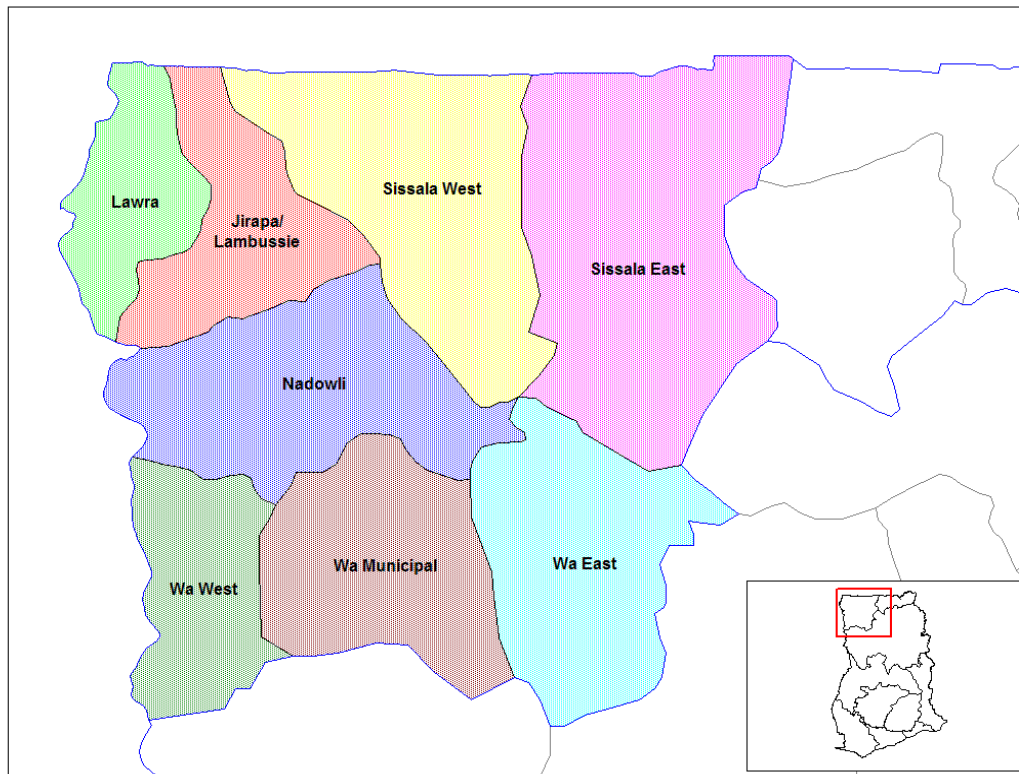 Lawra
Jirapa/
Lambussie
Sissala West
Sissala East
Nadowli
Wa West
Wa Municipal
Wa East